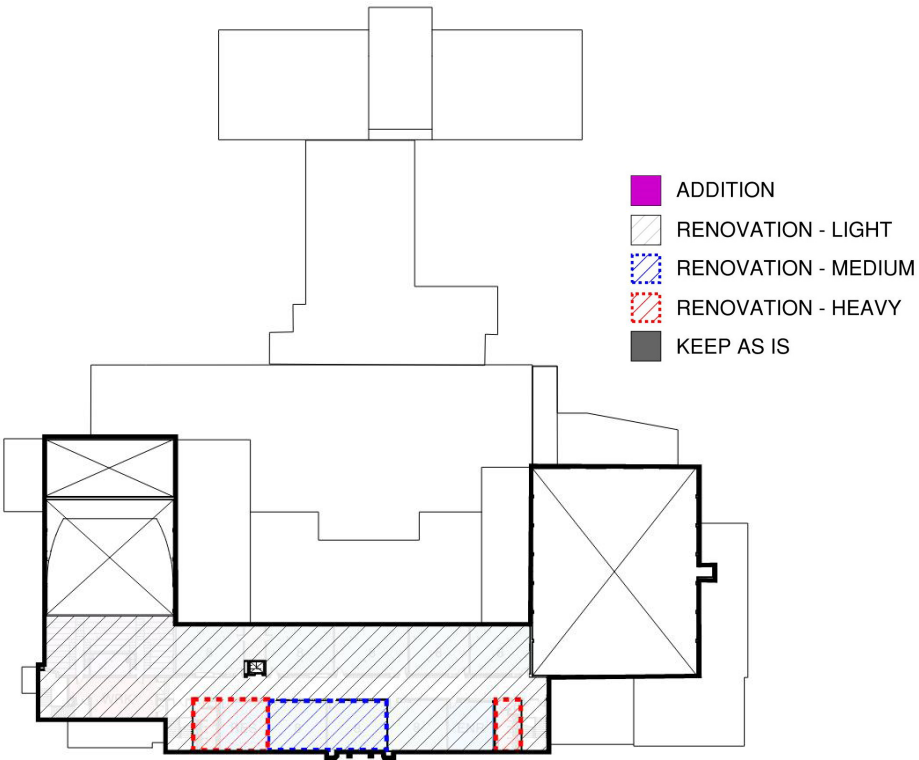 ADDITION
RENOVATION - LIGHT
RENOVATION - MEDIUM
RENOVATION - HEAVY
KEEP AS IS